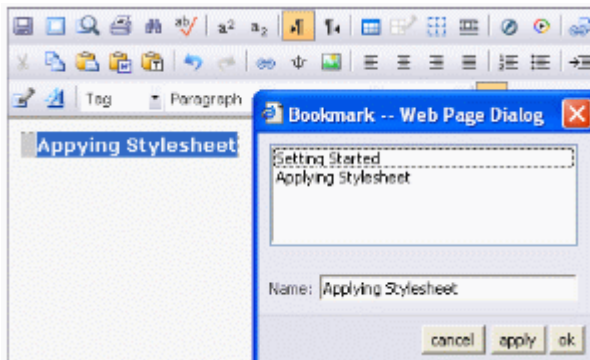 Tag Paragraph
Bookmark -- Web Page Dialog
Appying Stylesheet
Setting Started
Applying Stylesheet
Name: Applying Stylesheet
cancel apply ok